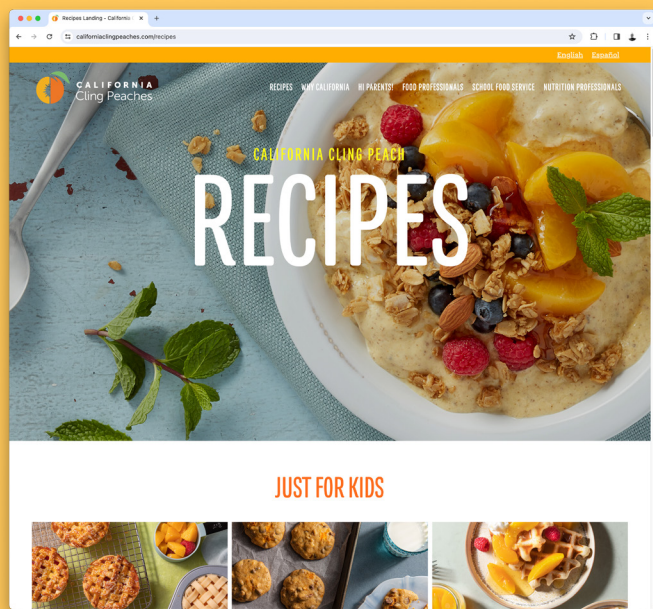 Recipes Landing - California
californiaclingpeaches.com/recipes
English Español
CALIFORNIA
Cling Peaches
RECIPES WHY CALIFORNIA HI PARENTS! FOOD PROFESSIONALS SCHOOL FOOD SERVICE NUTRITION PROFESSIONALS
CALIFORNIA CLING PEACH
RECIPES
JUST FOR KIDS